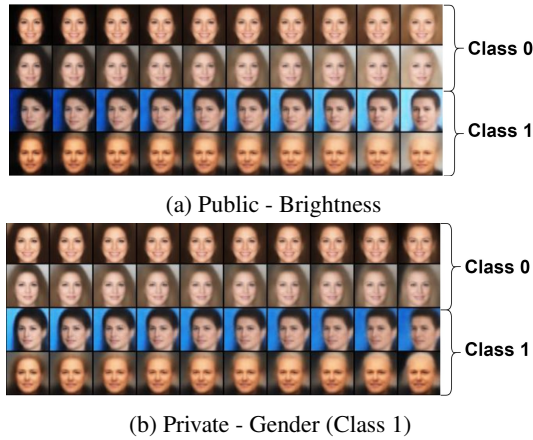 Class 0
Class 1
(a) Public - Brightness
Class 0
Class 1
(b) Private - Gender (Class 1)